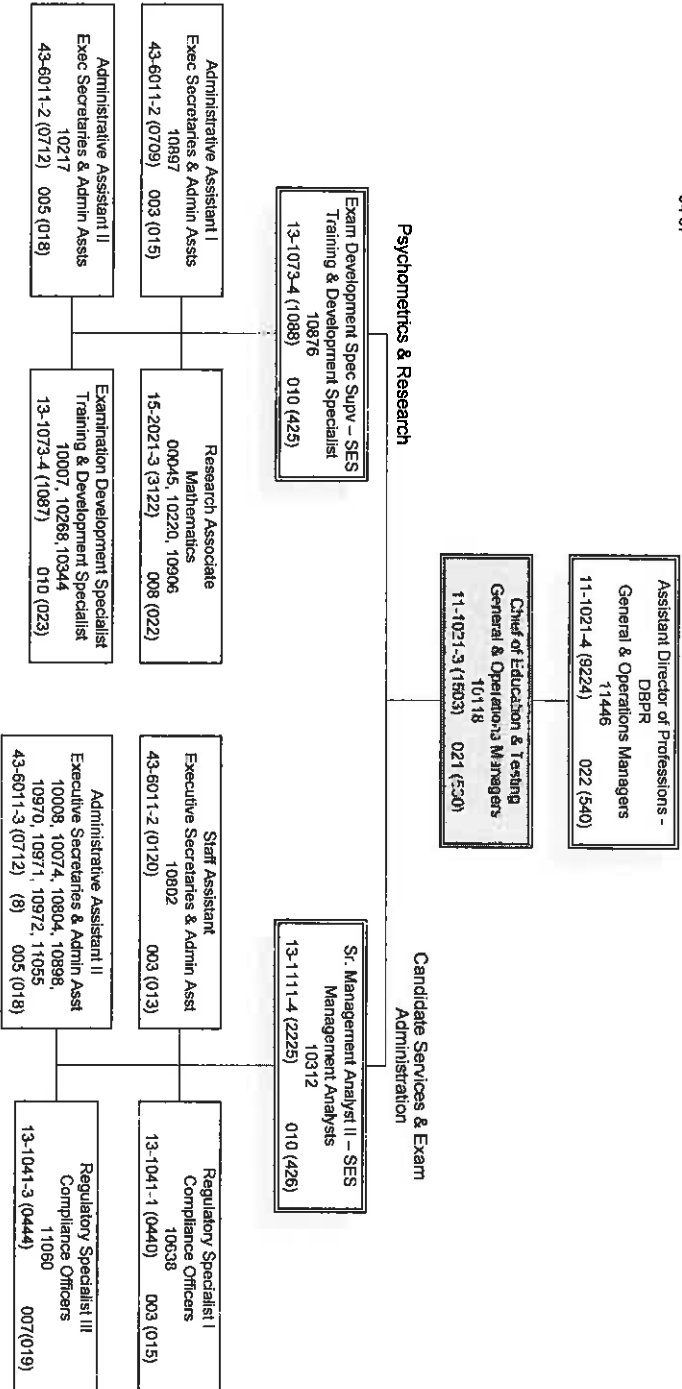 Assistant Director of Professions -
DBPR
General & Operations Managers
11446
11-1021-4 (9224) 022 (540)
Chief of Education & Testing
General & Operations Managers
10118
11-1021-3 (1503) 021 (530)
Psychometrics & Research
Exam Development Spec Supv – SES
Training & Development Specialist
10876
13-1073-4 (1088) 010 (425)
Administrative Assistant I
Exec Secretaries & Admin Assts
10897
43-6011-2 (0709) 003 (015)
Research Associate
Mathematics
00045, 10220, 10906
15-2021-3 (3122) 008 (022)
Administrative Assistant II
Exec Secretaries & Admin Assts
10217
43-6011-2 (0712) 005 (018)
Examination Development Specialist
Training & Development Specialist
10007, 10268,10344
13-1073-4 (1087) 010 (023)
Candidate Services & Exam
Administration
Sr. Management Analyst II – SES
Management Analysts
10312
13-1111-4 (2225) 010 (426)
Staff Assistant
Executive Secretaries & Admin Asst
10802
43-6011-2 (0120) 003 (013)
Regulatory Specialist I
Compliance Officers
10638
13-1041-1 (0440) 003 (015)
Administrative Assistant II
Executive Secretaries & Admin Asst
10008, 10074, 10804, 10898,
10970, 10971, 10972, 11055
43-6011-3 (0712) (8) 005 (018)
Regulatory Specialist III
Compliance Officers
11060
13-1041-3 (0444) 007(019)